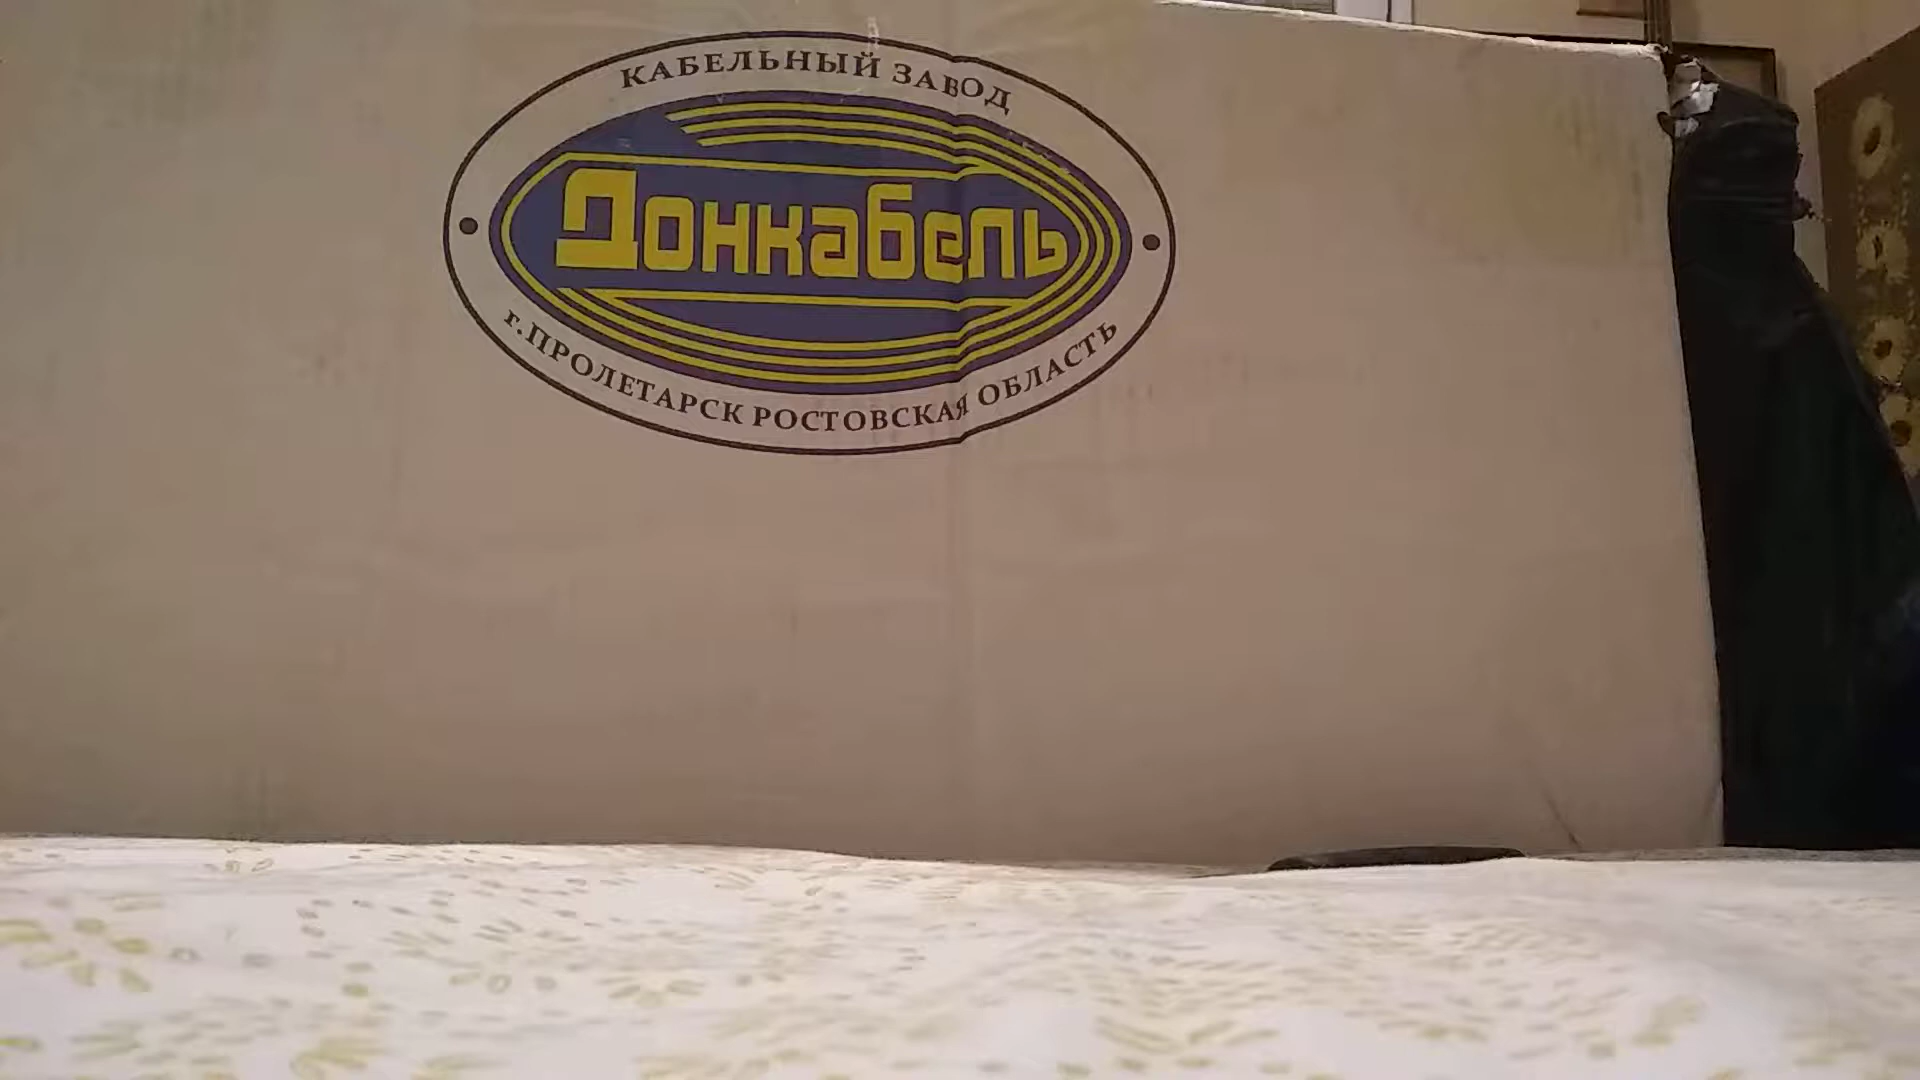 КАБЕЛЬНЫЙ ЗАВОД
Донкабель
г.ПРОЛЕТАРСК РОСТОВСКАЯ ОБЛАСТЬ